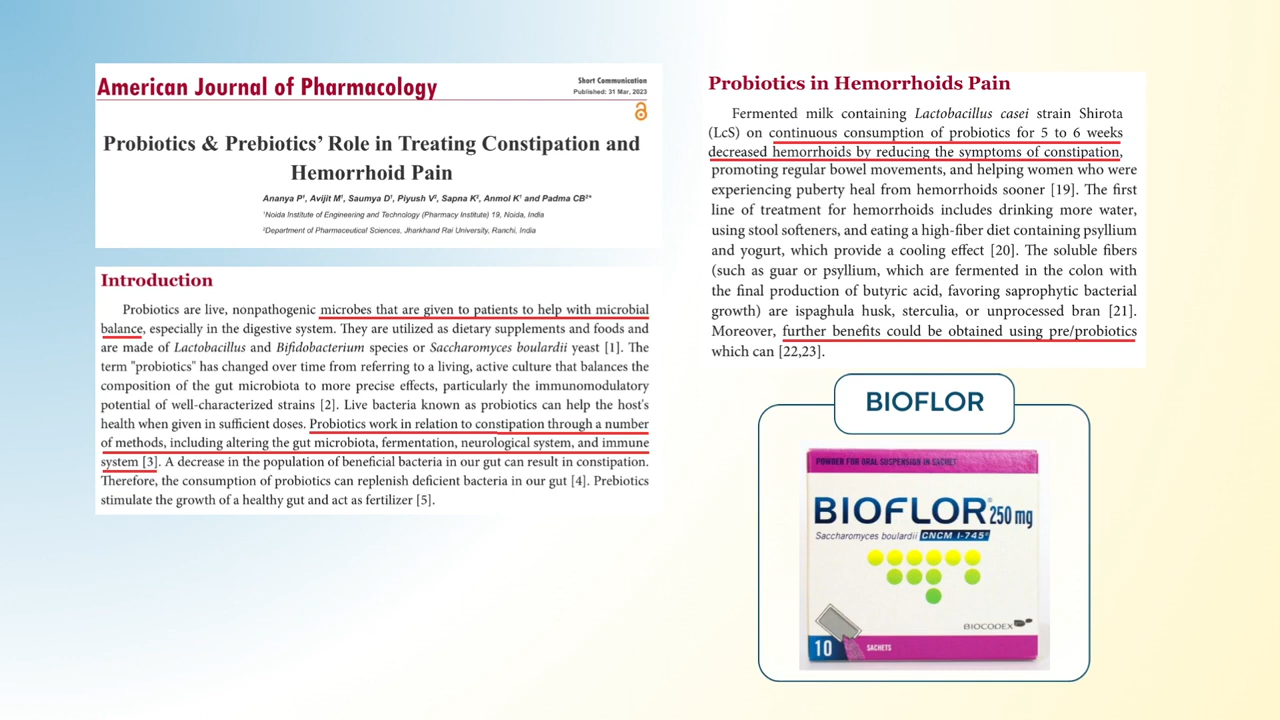 American Journal of Pharmacology
Short Communication
Published: 31 Mar, 2023
Probiotics & Prebiotics' Role in Treating Constipation and
Hemorrhoid Pain
Ananya P¹, Avijit M¹, Saumya D¹, Piyush V², Sapna K², Anmol K¹ and Padma CB²*
¹Noida Institute of Engineering and Technology (Pharmacy Institute) 19, Noida, India
²Department of Pharmaceutical Sciences, Jharkhand Rai University, Ranchi, India
Introduction
Probiotics are live, nonpathogenic microbes that are given to patients to help with microbial
balance, especially in the digestive system. They are utilized as dietary supplements and foods and
are made of Lactobacillus and Bifidobacterium species or Saccharomyces boulardii yeast [1]. The
term "probiotics" has changed over time from referring to a living, active culture that balances the
composition of the gut microbiota to more precise effects, particularly the immunomodulatory
potential of well-characterized strains [2]. Live bacteria known as probiotics can help the host's
health when given in sufficient doses. Probiotics work in relation to constipation through a number
of methods, including altering the gut microbiota, fermentation, neurological system, and immune
system [3]. A decrease in the population of beneficial bacteria in our gut can result in constipation.
Therefore, the consumption of probiotics can replenish deficient bacteria in our gut [4]. Prebiotics
stimulate the growth of a healthy gut and act as fertilizer [5].
Probiotics in Hemorrhoids Pain
Fermented milk containing Lactobacillus casei strain Shirota
(LcS) on continuous consumption of probiotics for 5 to 6 weeks
decreased hemorrhoids by reducing the symptoms of constipation,
promoting regular bowel movements, and helping women who were
experiencing puberty heal from hemorrhoids sooner [19]. The first
line of treatment for hemorrhoids includes drinking more water,
using stool softeners, and eating a high-fiber diet containing psyllium
and yogurt, which provide a cooling effect [20]. The soluble fibers
(such as guar or psyllium, which are fermented in the colon with
the final production of butyric acid, favoring saprophytic bacterial
growth) are ispaghula husk, sterculia, or unprocessed bran [21].
Moreover, further benefits could be obtained using pre/probiotics
which can [22,23].
BIOFLOR
POWDER FOR ORAL SUSPENSION IN SACHET
BIOFLOR® 250 mg
Saccharomyces boulardii CNCM I-745®
BIOCODEX
10 SACHETS